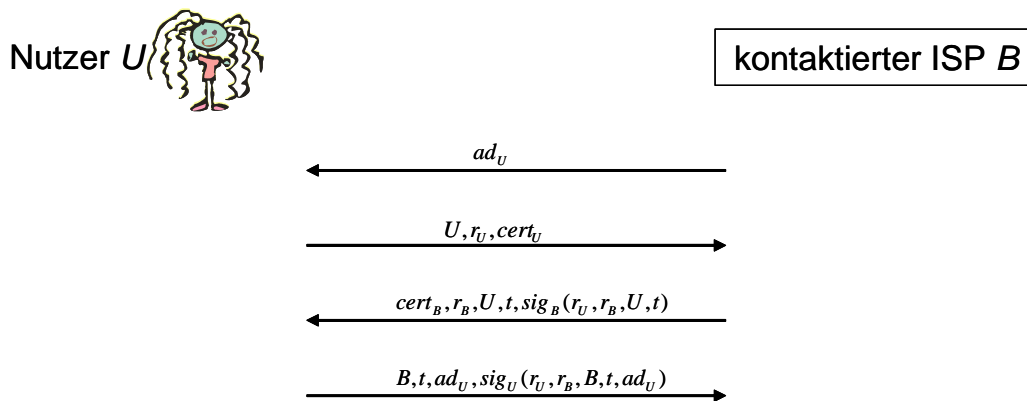 Nutzer U
kontaktierter ISP B
ad_U
U,r_U,cert_U
cert_B,r_B,U,t,sig_B(r_U,r_B,U,t)
B,t,ad_U,sig_U(r_U,r_B,B,t,ad_U)